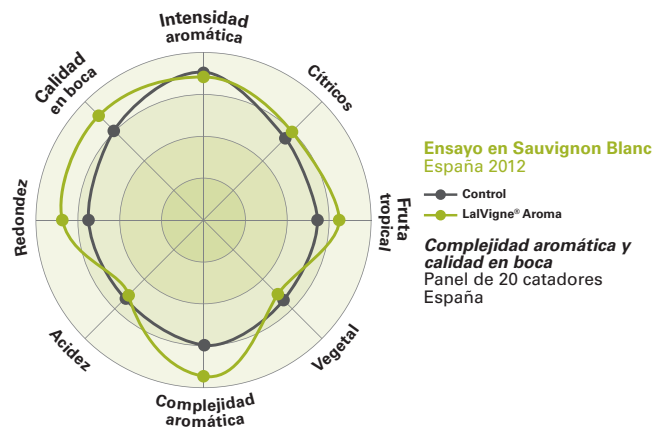 Intensidad
aromática
Cítricos
Fruta
tropical
Vegetal
Complejidad
aromática
Acidez
Redondez
Calidad
en boca
Ensayo en Sauvignon Blanc
España 2012
Control
LalVigne® Aroma
Complejidad aromática y
calidad en boca
Panel de 20 catadores
España